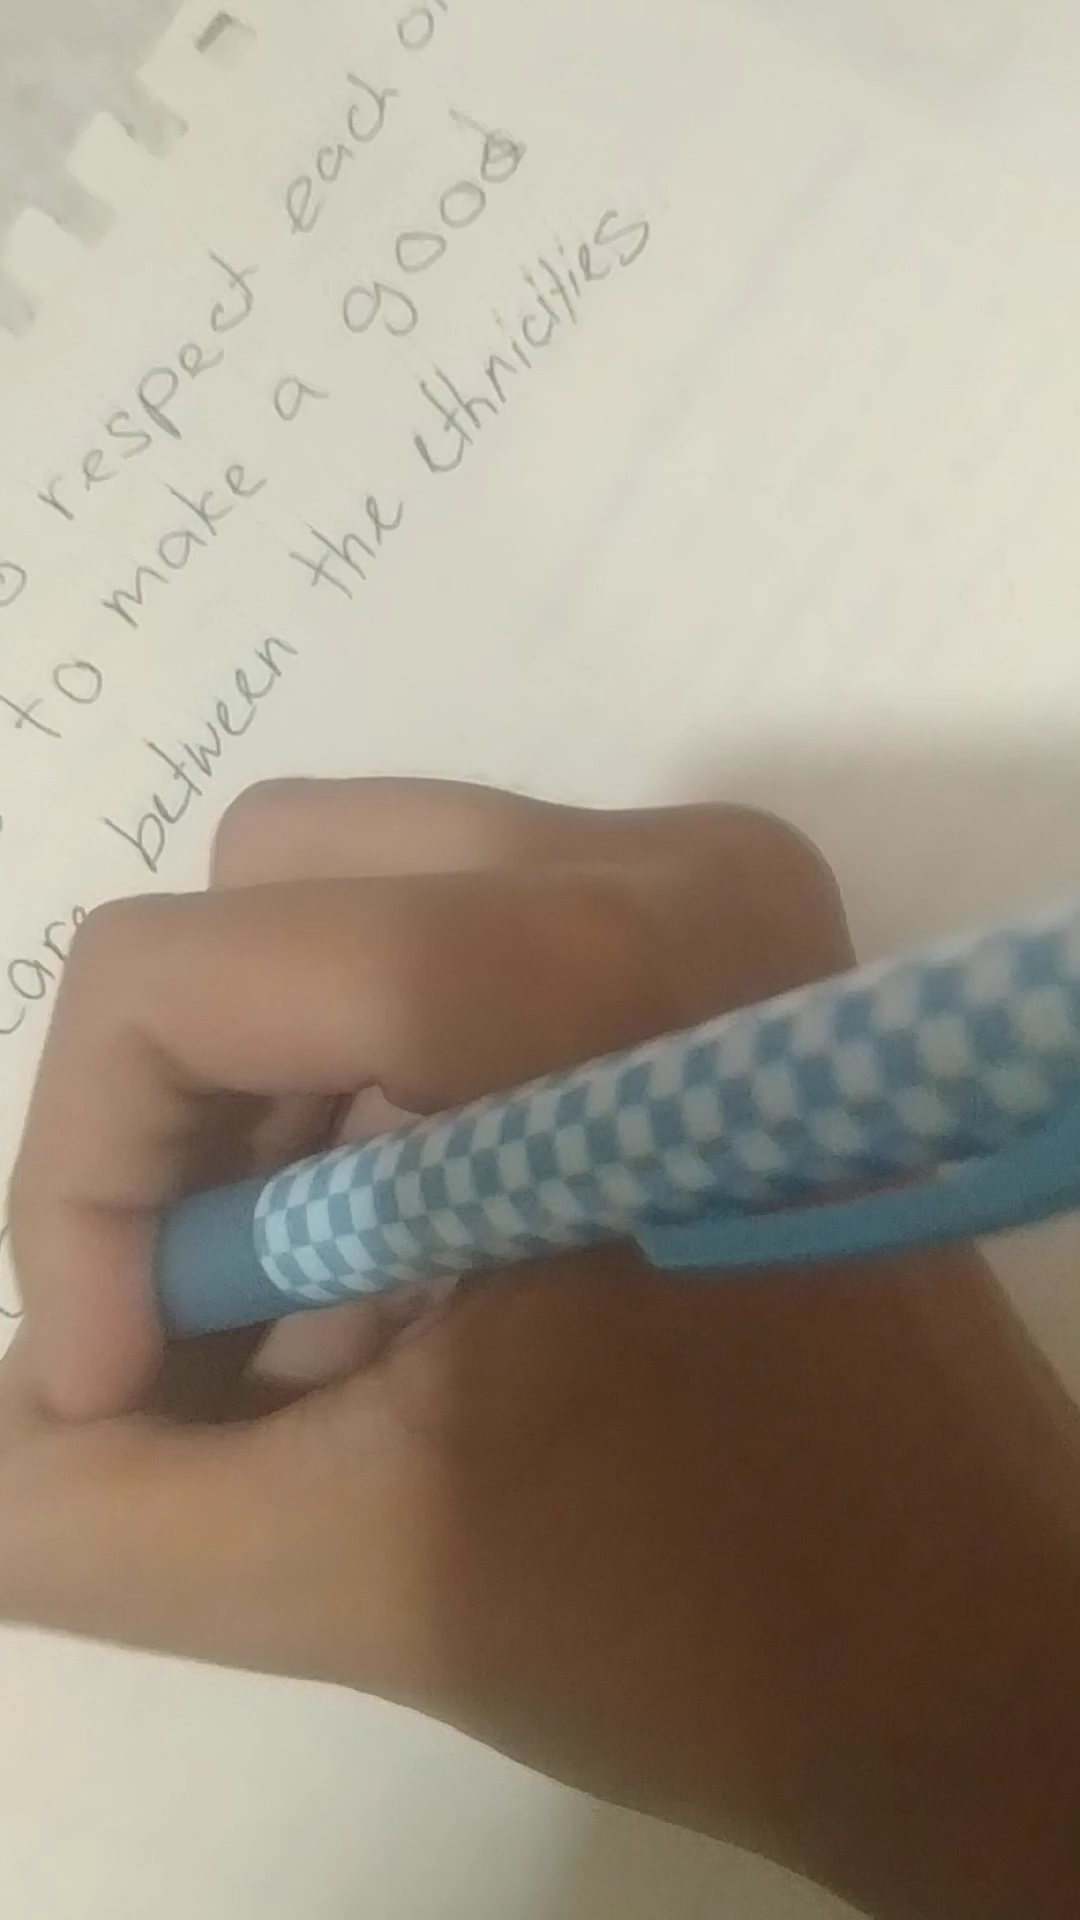 respect each
to make a good
between the ethnicities